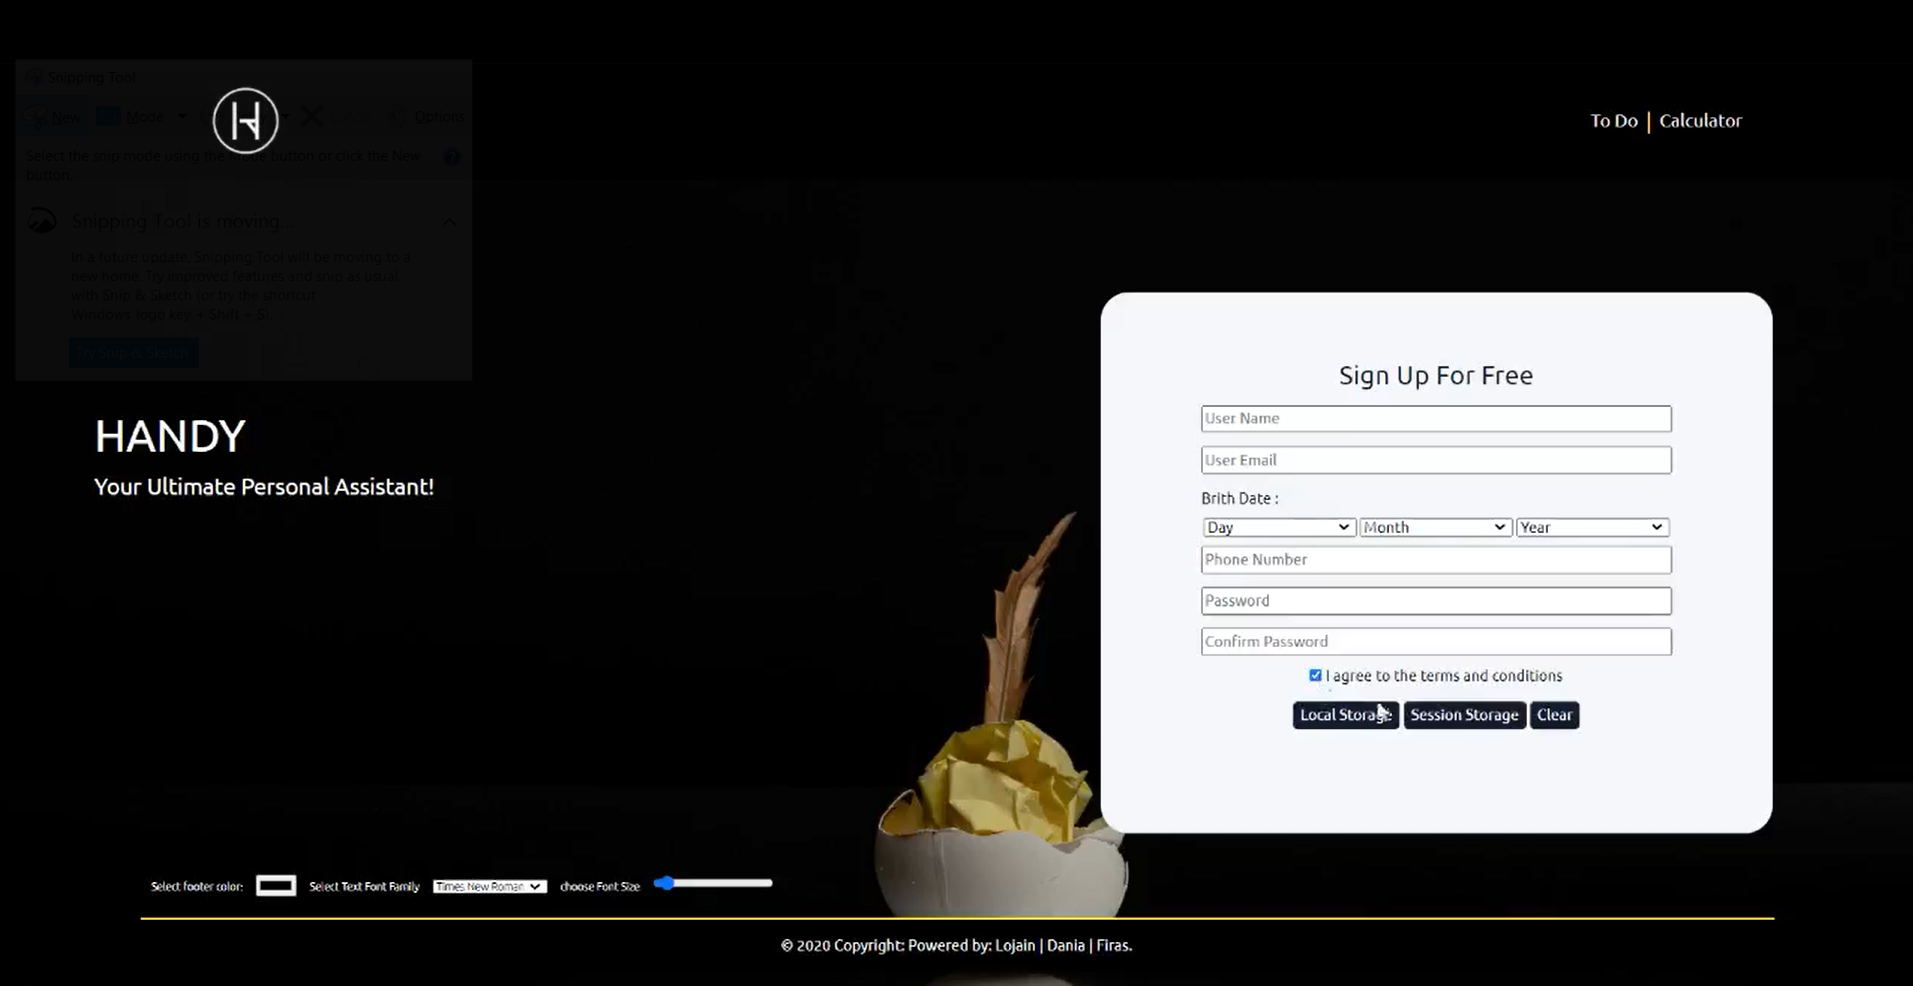 Snipping Tool
New Mode Options
H
To Do | Calculator
Select the snip mode using the Mode button or click the New
button.
Snipping Tool is moving...
In a future update, Snipping Tool will be moving to a
new home. Try improved features and snip as usual
with Snip & Sketch (or try the shortcut
Windows logo key + Shift + S).
Try Snip & Sketch
HANDY
Your Ultimate Personal Assistant!
Sign Up For Free
User Name
User Email
Brith Date :
Day Month Year
Phone Number
Password
Confirm Password
I agree to the terms and conditions
Local Storage Session Storage Clear
Select footer color: Select Text Font Family Times New Roman choose Font Size
© 2020 Copyright: Powered by: Lojain | Dania | Firas.